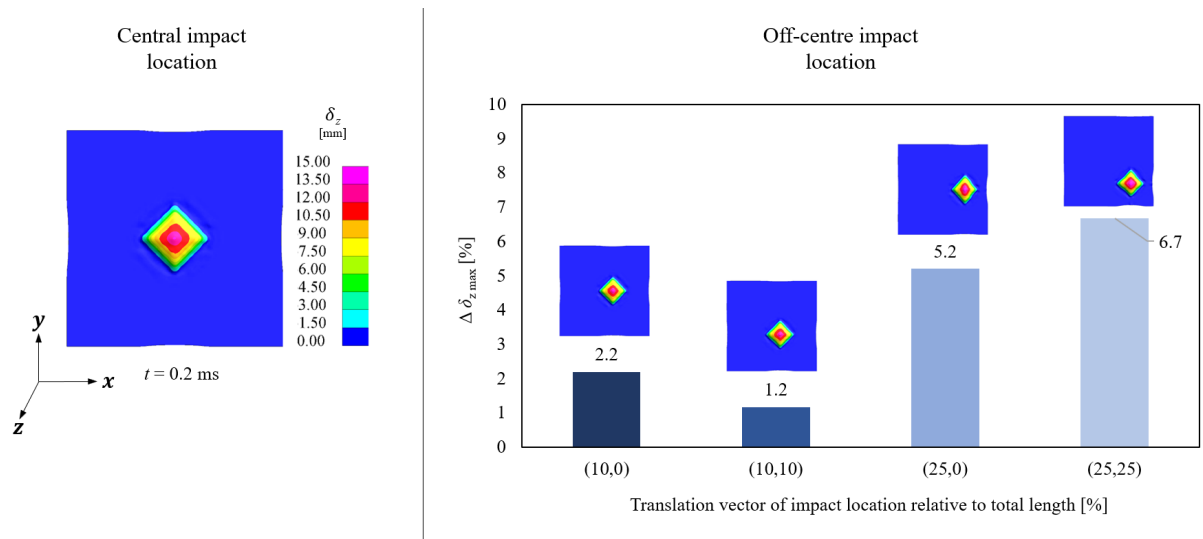 Central impact
location
δz
[mm]
15.00
13.50
12.00
10.50
9.00
7.50
6.00
4.50
3.00
1.50
0.00
y
x
z
t = 0.2 ms
Off-centre impact
location
Δ δz max [%]
10
9
8
7
6
5
4
3
2
1
0
2.2
1.2
5.2
6.7
(10,0)
(10,10)
(25,0)
(25,25)
Translation vector of impact location relative to total length [%]